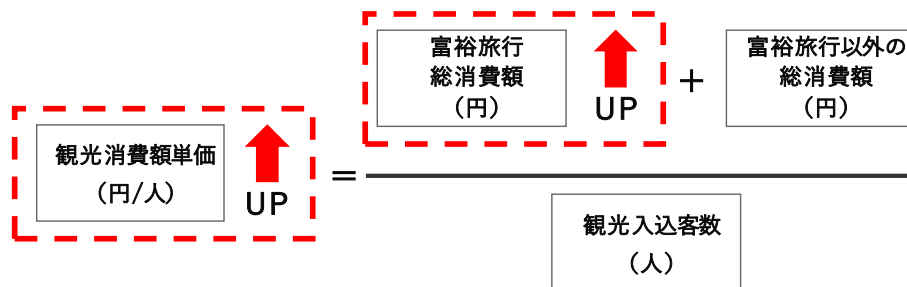 富裕旅行
総消費額
（円）
UP
+
富裕旅行以外の
総消費額
（円）
観光消費額単価
（円/人）
UP
=
観光入込客数
（人）